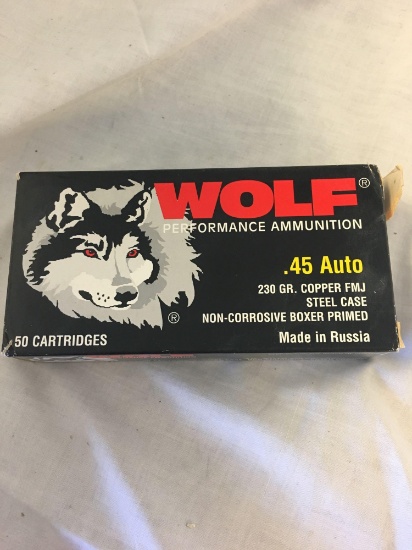 WOLF®
PERFORMANCE AMMUNITION
.45 Auto
230 GR. COPPER FMJ
STEEL CASE
NON-CORROSIVE BOXER PRIMED
®
50 CARTRIDGES
Made in Russia